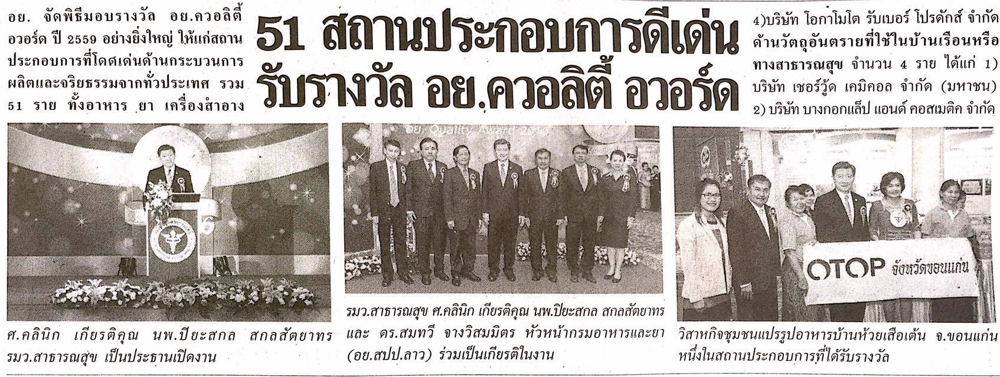 อย. จัดพิธีมอบรางวัล อย.ควอลิตี้
อวอร์ด ปี 2559 อย่างยิ่งใหญ่ ให้แก่สถาน
ประกอบการที่โดดเด่นด้านกระบวนการ
ผลิตและจริยธรรมจากทั่วประเทศ รวม
51 ราย ทั้งอาหาร ยา เครื่องสำอาง
51 สถานประกอบการดีเด่น
รับรางวัล อย.ควอลิตี้ อวอร์ด
4)บริษัท โอกาโมโต รับเบอร์ โปรดักส์ จำกัด
ด้านวัตถุอันตรายที่ใช้ในบ้านเรือนหรือ
ทางสาธารณสุข จำนวน 4 ราย ได้แก่ 1)
บริษัท เชอร์วู้ด เคมิคอล จำกัด (มหาชน)
2) บริษัท บางกอกแล็ป แอนด์ คอสเมติค จำกัด
อย. Quality Award
OTOP จังหวัดขอนแก่น
ศ.คลินิก เกียรติคุณ นพ.ปิยะสกล สกลสัตยาทร
รมว.สาธารณสุข เป็นประธานเปิดงาน
รมว.สาธารณสุข ศ.คลินิก เกียรติคุณ นพ.ปิยะสกล สกลสัตยาทร
และ ดร.สมทวี จางวิสมมิตร หัวหน้ากรมอาหารและยา
(อย.สปป.ลาว) ร่วมเป็นเกียรติในงาน
วิสาหกิจชุมชนแปรรูปอาหารบ้านห้วยเสือเต้น จ.ขอนแก่น
หนึ่งในสถานประกอบการที่ได้รับรางวัล